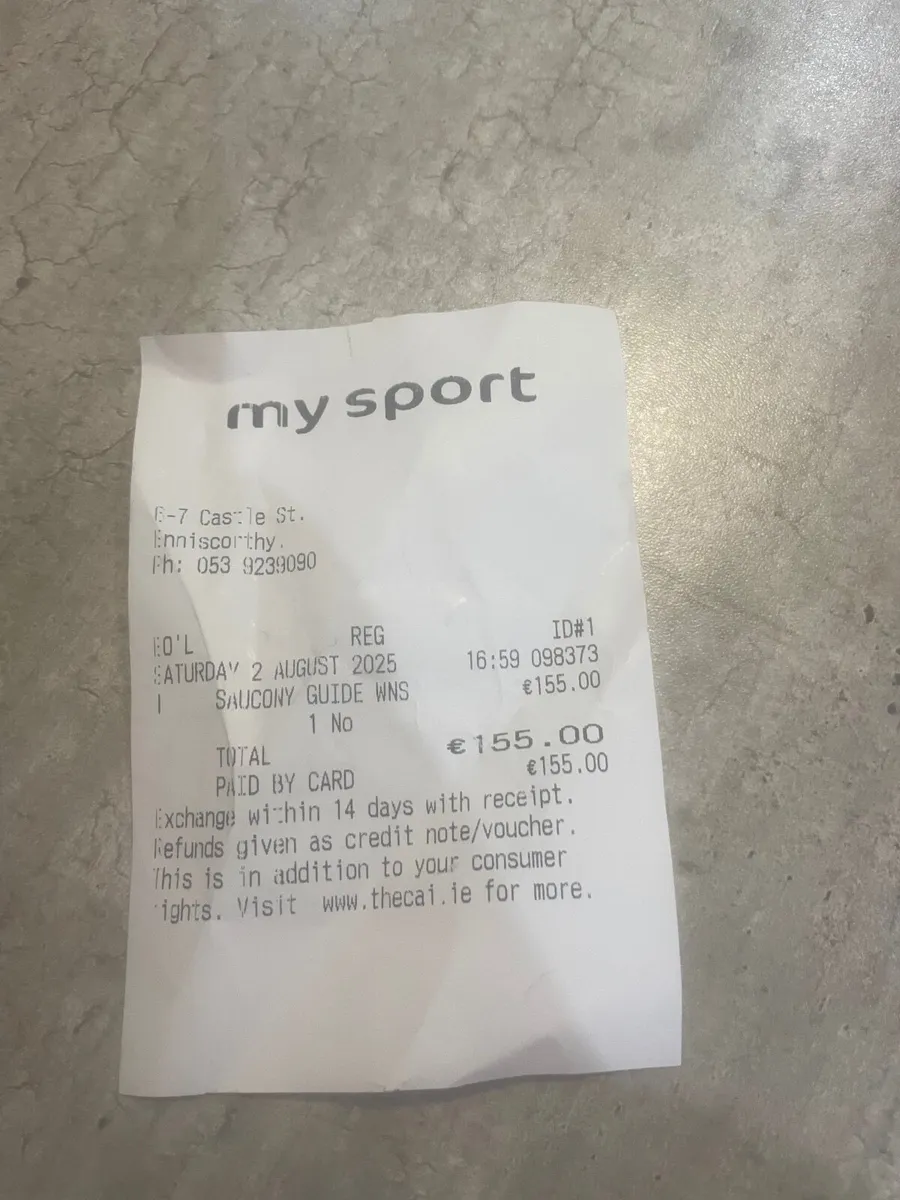 my sport
6-7 Castle St.
Enniscorthy.
Ph: 053 9239090
EO'L REG ID#1
SATURDAY 2 AUGUST 2025 16:59 098373
1 SAUCONY GUIDE WNS €155.00
1 No
TOTAL €155.00
PAID BY CARD €155.00
Exchange within 14 days with receipt.
Refunds given as credit note/voucher.
This is in addition to your consumer
rights. Visit www.thecai.ie for more.